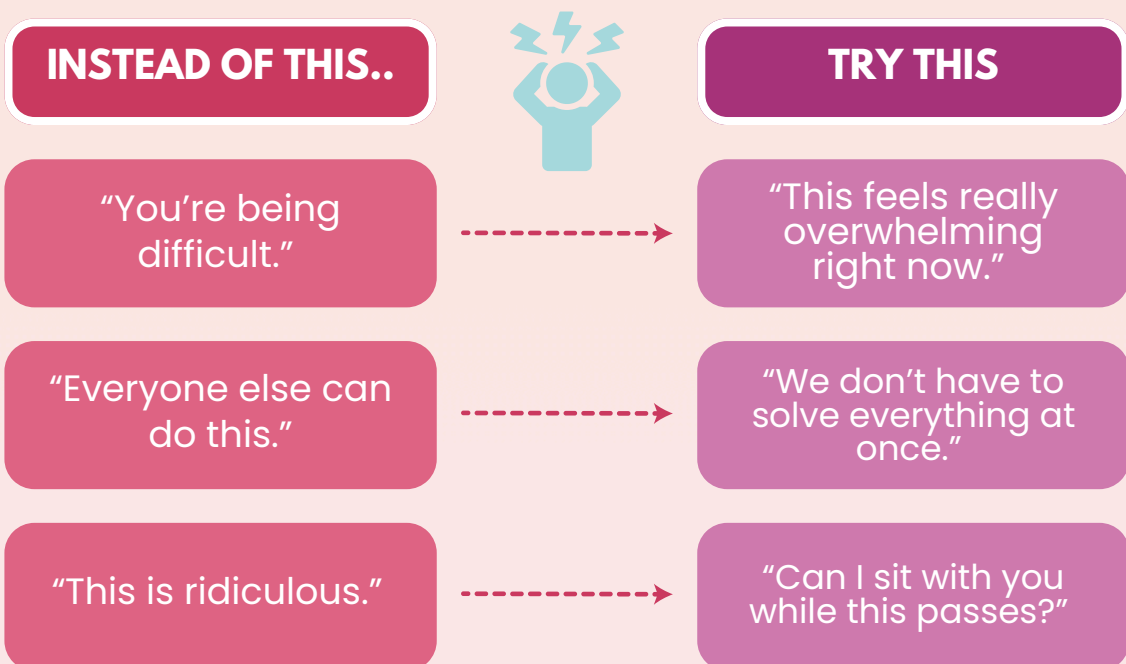 INSTEAD OF THIS..
TRY THIS
“You’re being
difficult.”
“This feels really
overwhelming
right now.”
“Everyone else can
do this.”
“We don’t have to
solve everything at
once.”
“This is ridiculous.”
“Can I sit with you
while this passes?”